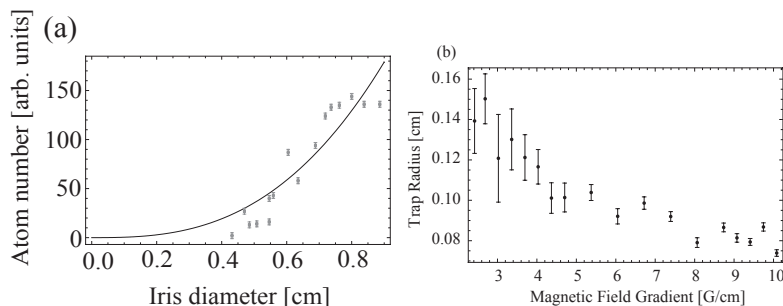 (a)
Atom number [arb. units]
150
100
50
0
0.0 0.2 0.4 0.6 0.8
Iris diameter [cm]
(b)
Trap Radius [cm]
0.16
0.14
0.12
0.10
0.08
3 4 5 6 7 8 9 10
Magnetic Field Gradient [G/cm]